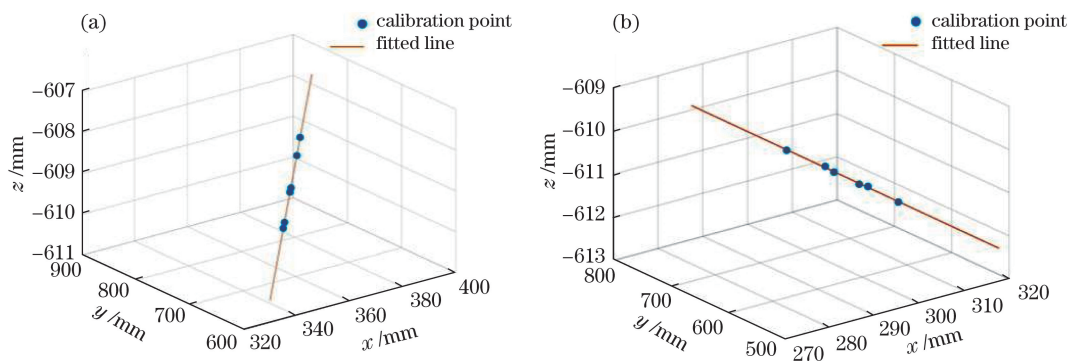 (a)
calibration point
fitted line
−607
−608
−609
−610
−611
z /mm
900
800
700
600
y /mm
320
340
360
380
400
x /mm
(b)
calibration point
fitted line
−609
−610
−611
−612
−613
z /mm
800
700
600
500
y /mm
270
280
290
300
310
320
x /mm